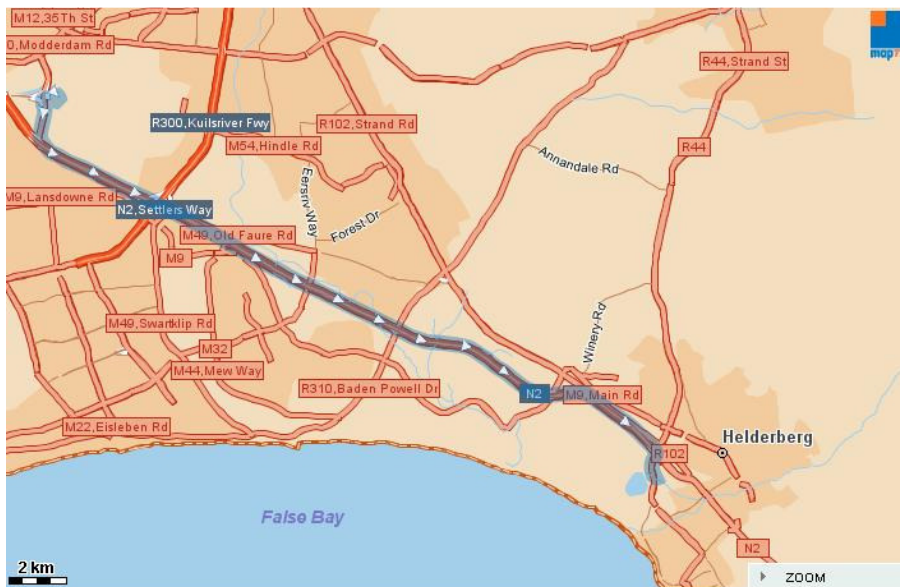 M12,35Th St
0,Modderdam Rd
R44,Strand St
R300,Kuilsriver Fwy
R102,Strand Rd
M54,Hindle Rd
R44
Annandale Rd
Eersriv-Way
M9,Lansdowne Rd
N2,Settlers Way
Forest Dr
M49,Old Faure Rd
M9
M49,Swartklip Rd
M32
Winery-Rd
M44,Mew Way
R310,Baden Powell Dr
N2
M9,Main Rd
M22,Eisleben Rd
Helderberg
R102
False Bay
N2
2 km
ZOOM